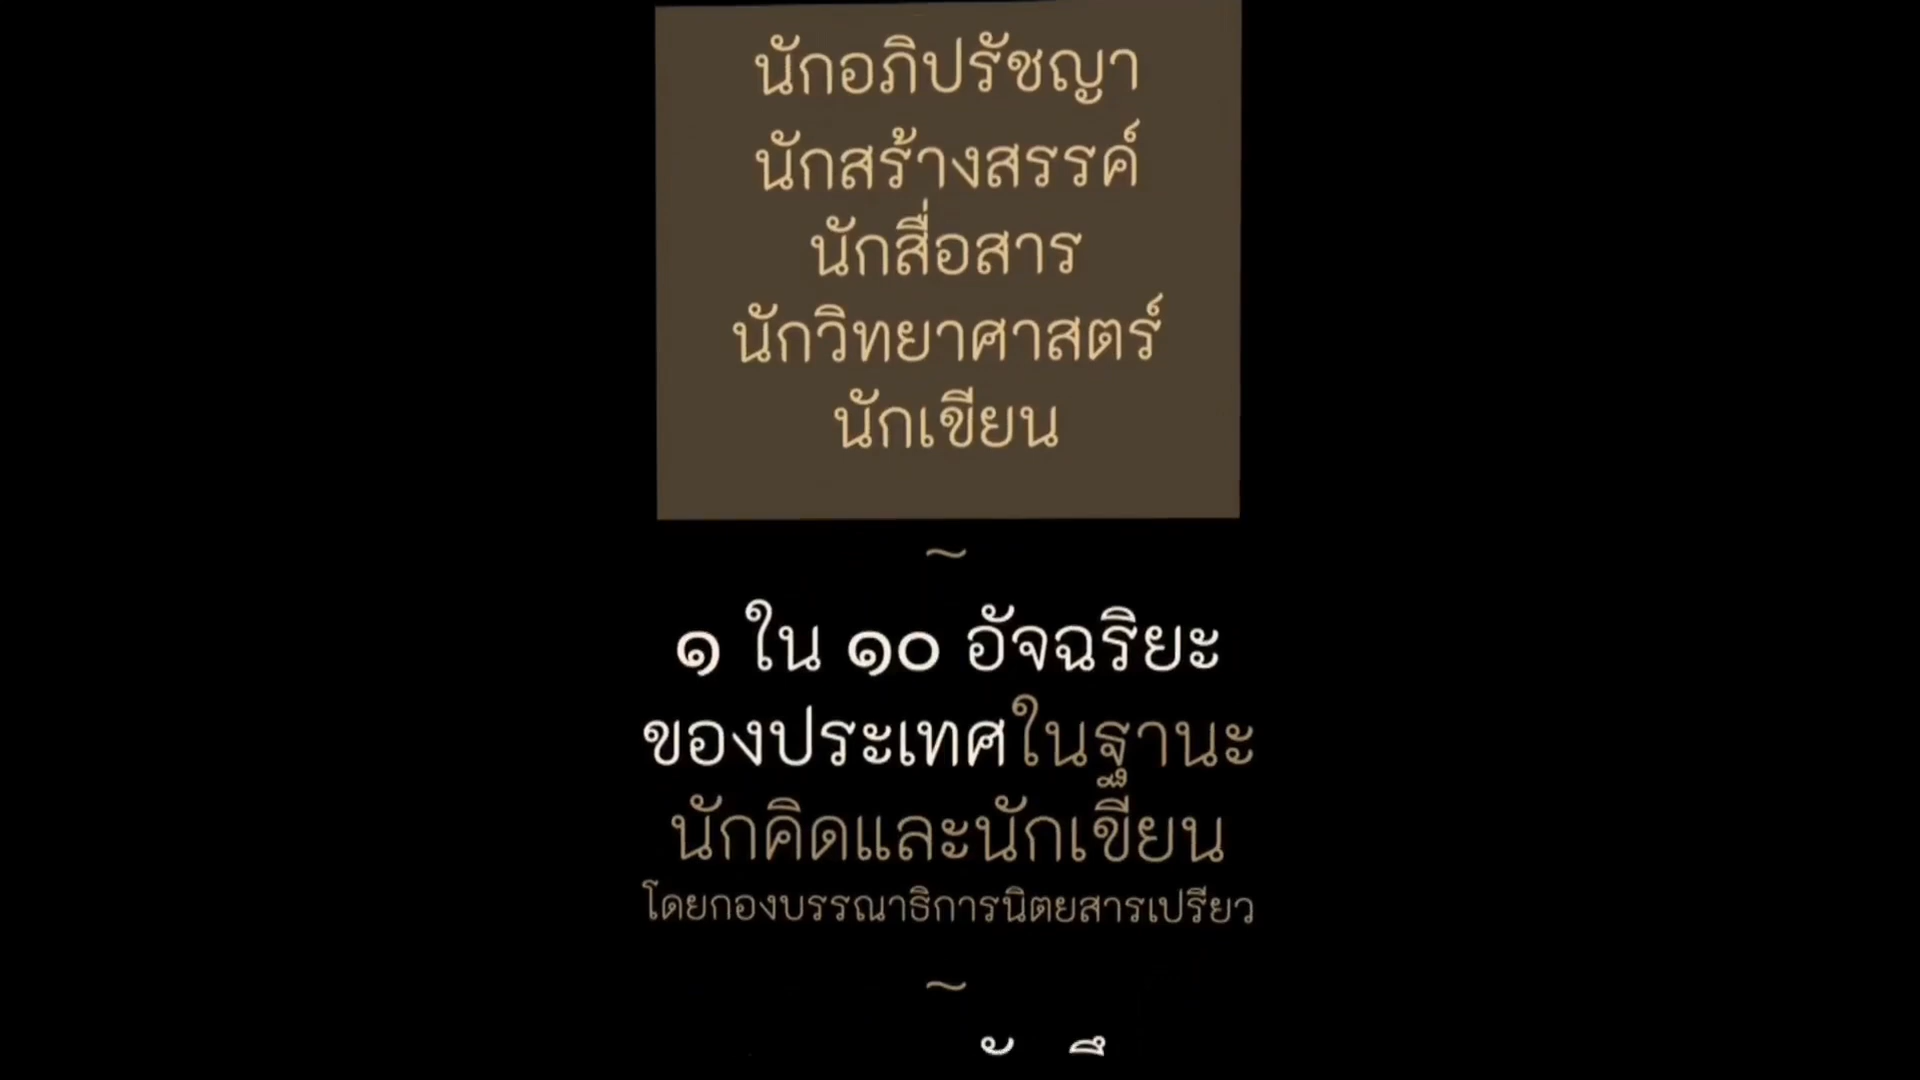 นักอภิปรัชญา
นักสร้างสรรค์
นักสื่อสาร
นักวิทยาศาสตร์
นักเขียน
~
๑ ใน ๑๐ อัจฉริยะ
ของประเทศในฐานะ
นักคิดและนักเขียน
โดยกองบรรณาธิการนิตยสารเปรียว
~